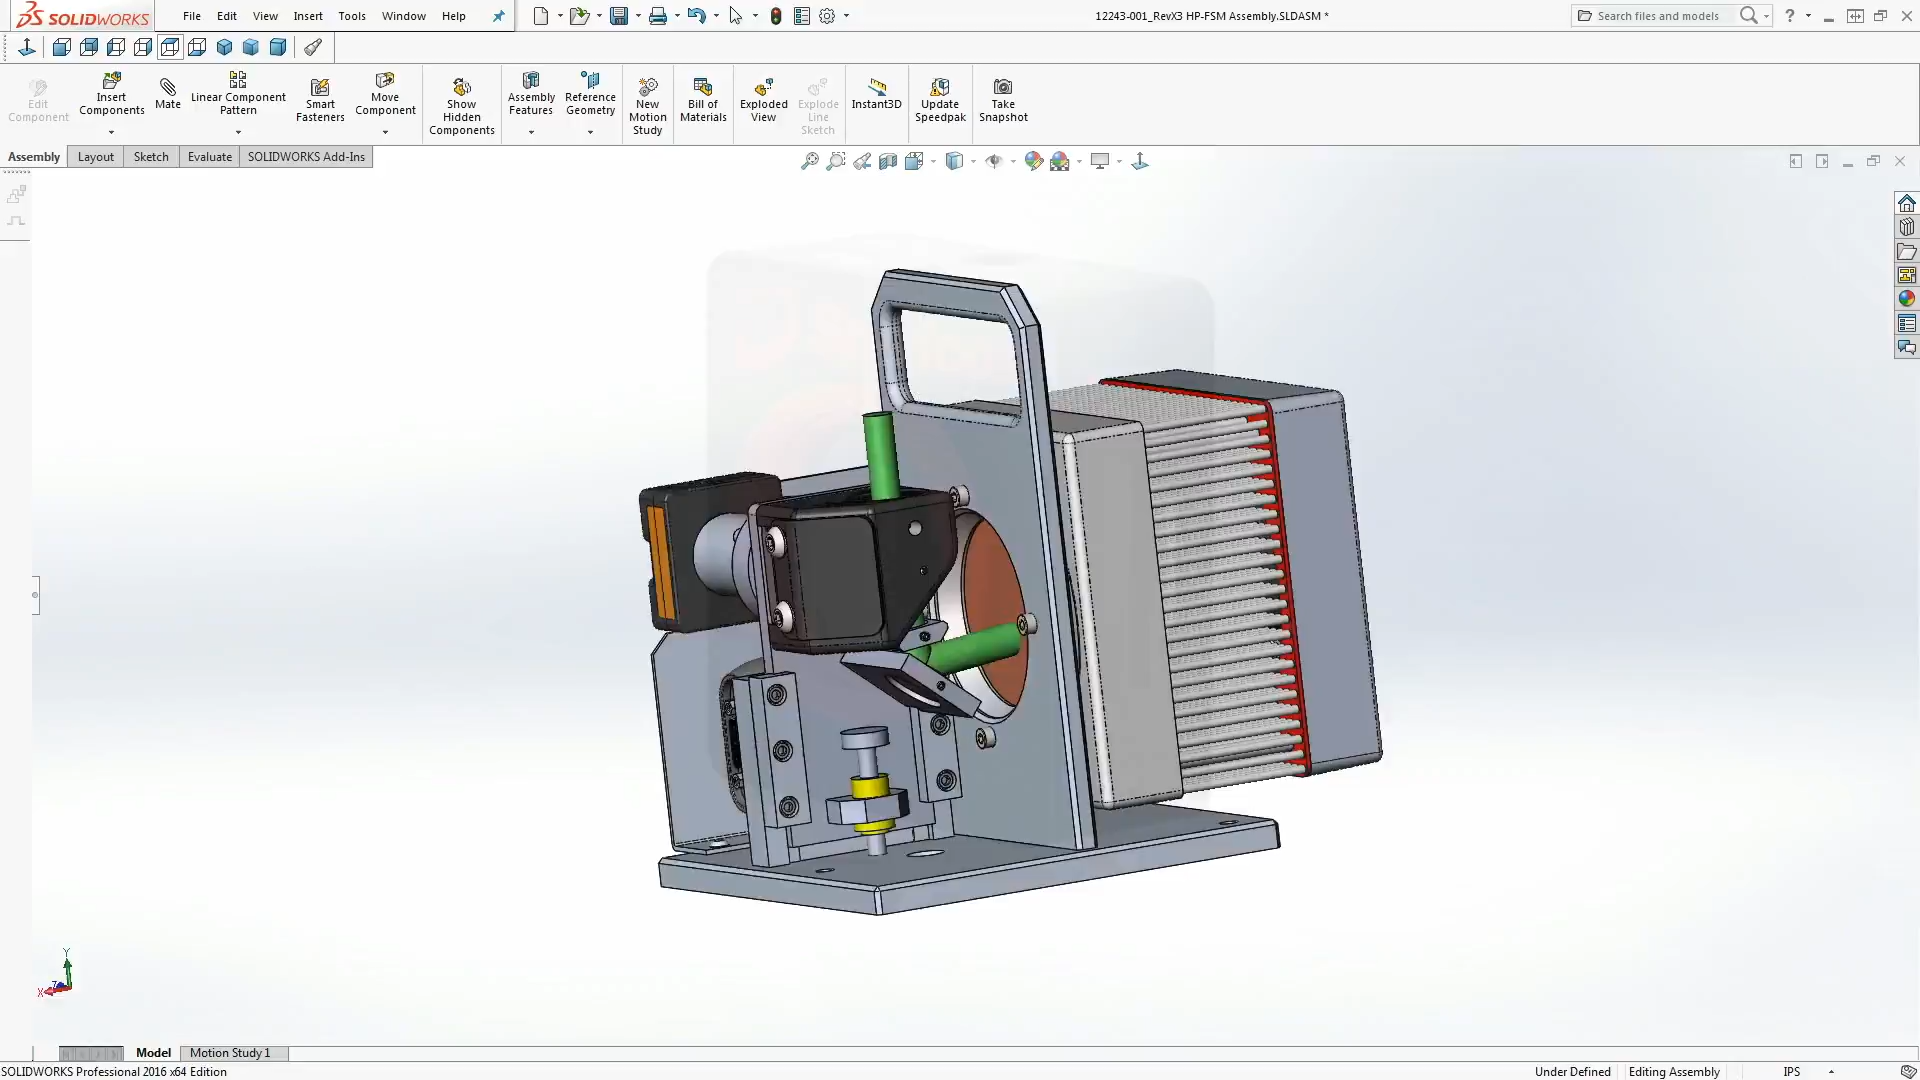 SOLIDWORKS
File Edit View Insert Tools Window Help
12243-001_RevX3 HP-FSM Assembly.SLDASM *
Search files and models
?
Edit Component
Insert Components
Mate
Linear Component Pattern
Smart Fasteners
Move Component
Show Hidden Components
Assembly Features
Reference Geometry
New Motion Study
Bill of Materials
Exploded View
Explode Line Sketch
Instant3D
Update Speedpak
Take Snapshot
Assembly Layout Sketch Evaluate SOLIDWORKS Add-Ins
Y
Z
X
Model Motion Study 1
SOLIDWORKS Professional 2016 x64 Edition
Under Defined Editing Assembly IPS